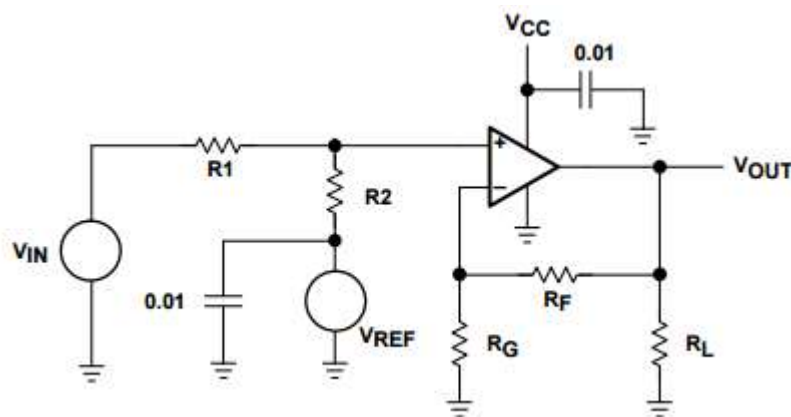 VCC
0.01
R1
+
VOUT
R2
−
VIN
0.01
VREF
RF
RG
RL